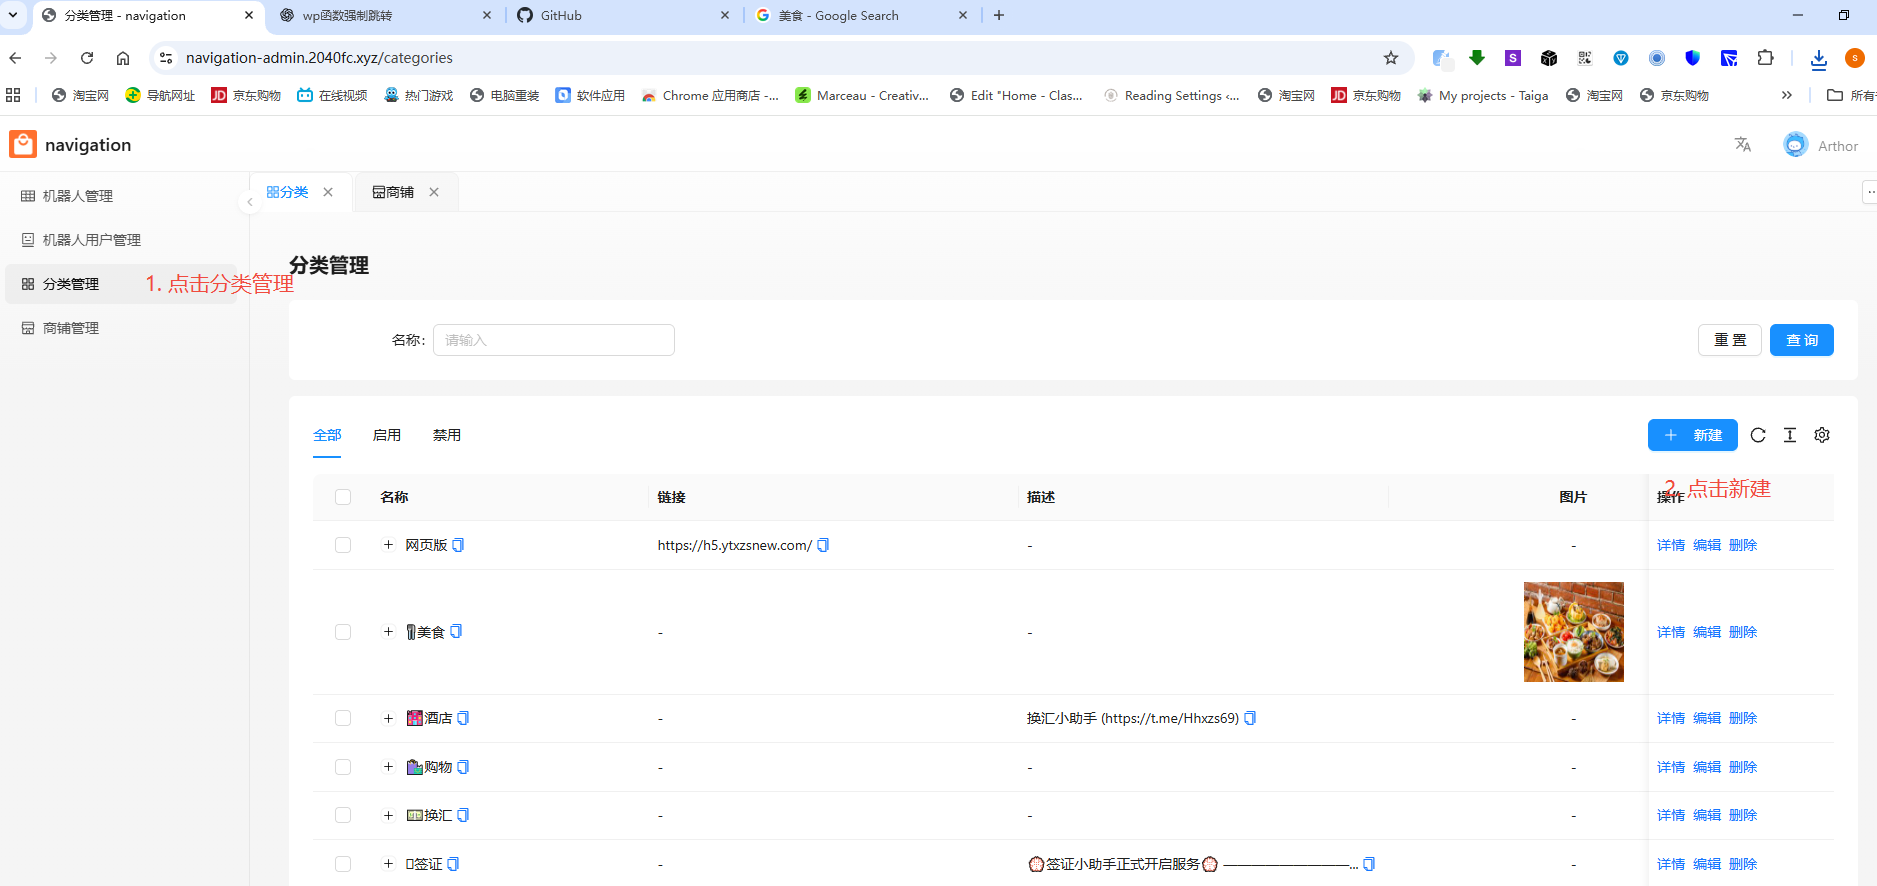 分类管理 - navigation
wp函数强制跳转
GitHub
美食 - Google Search
navigation-admin.2040fc.xyz/categories
淘宝网 导航网址 京东购物 在线视频 热门游戏 电脑重装 软件应用 Chrome 应用商店 -... Marceau - Creativ... Edit "Home - Clas... Reading Settings ‹... 淘宝网 京东购物 My projects - Taiga 淘宝网 京东购物 » 所有
navigation
Arthor
机器人管理
机器人用户管理
分类管理
商铺管理
1. 点击分类管理
分类
商铺
分类管理
名称: 请输入
重 置 查 询
全部 启用 禁用
+ 新建
2. 点击新建
名称 链接 描述 图片 操作
网页版 https://h5.ytxzsnew.com/ - - 详情 编辑 删除
美食 - - 详情 编辑 删除
酒店 - 换汇小助手 (https://t.me/Hhxzs69) - 详情 编辑 删除
购物 - - - 详情 编辑 删除
换汇 - - - 详情 编辑 删除
签证 - 签证小助手正式开启服务 —————————... - 详情 编辑 删除